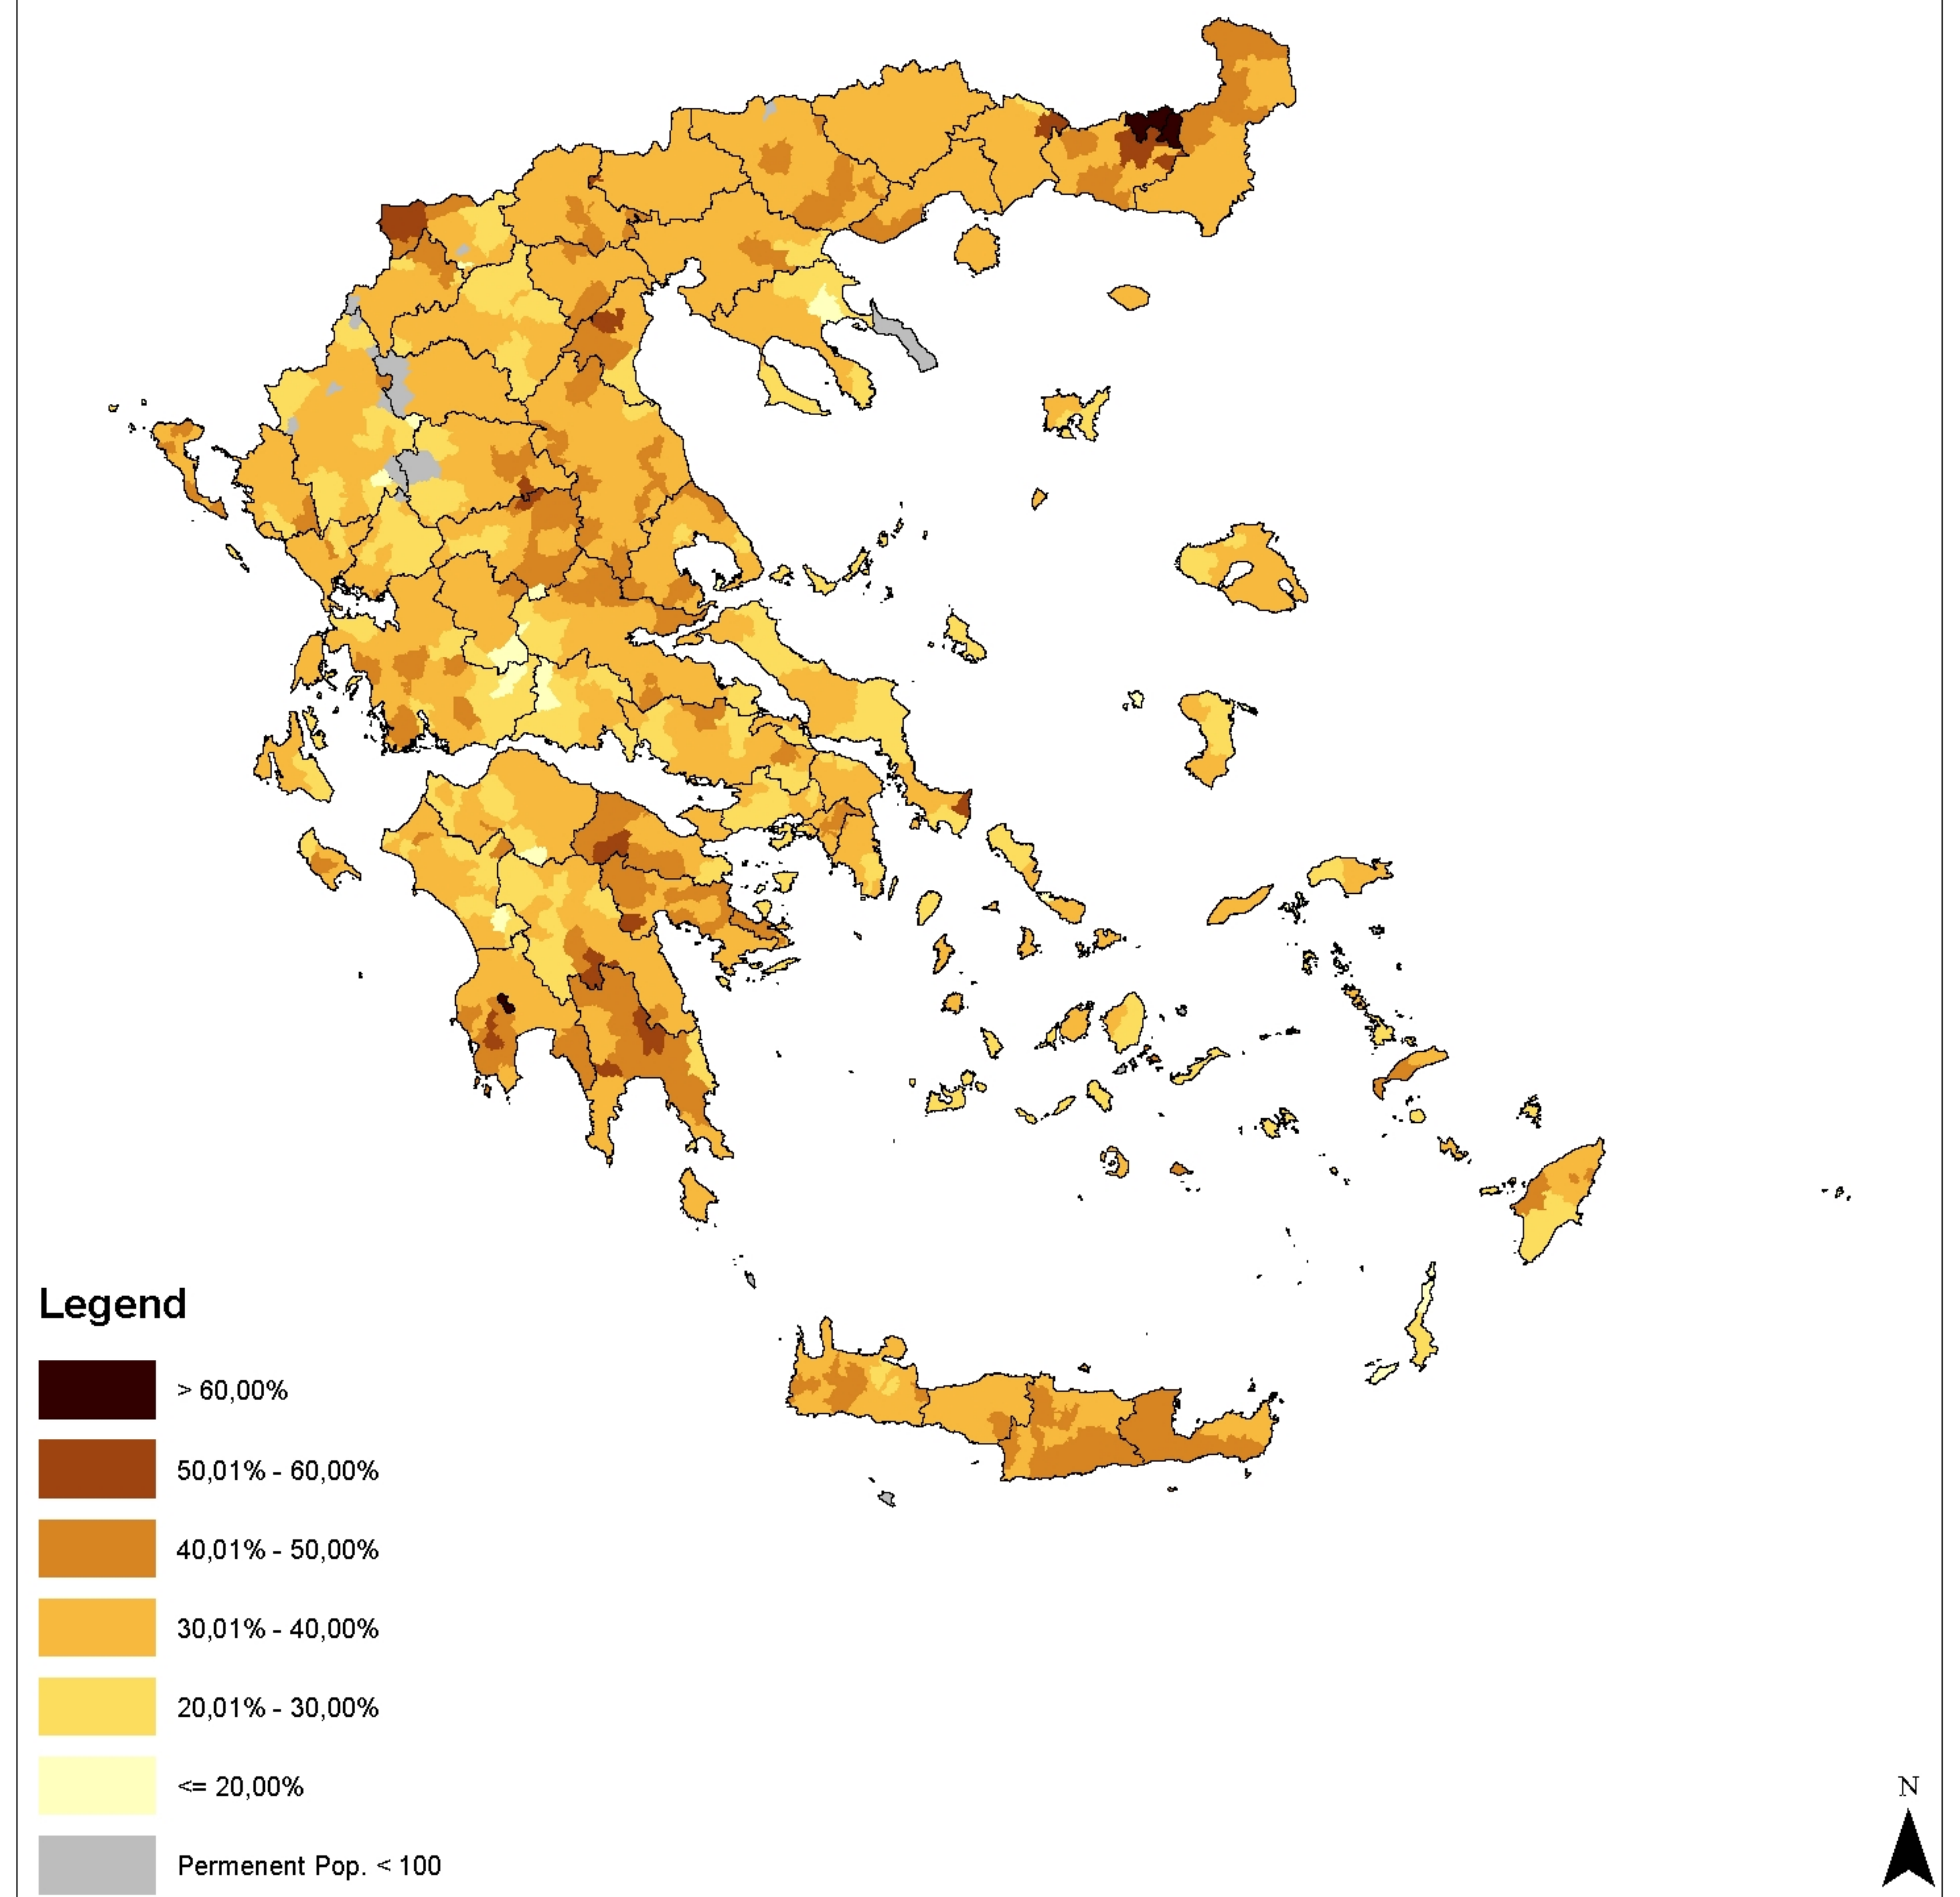 Legend
> 60,00%
50,01% - 60,00%
40,01% - 50,00%
30,01% - 40,00%
20,01% - 30,00%
<= 20,00%
Permenent Pop. < 100
N